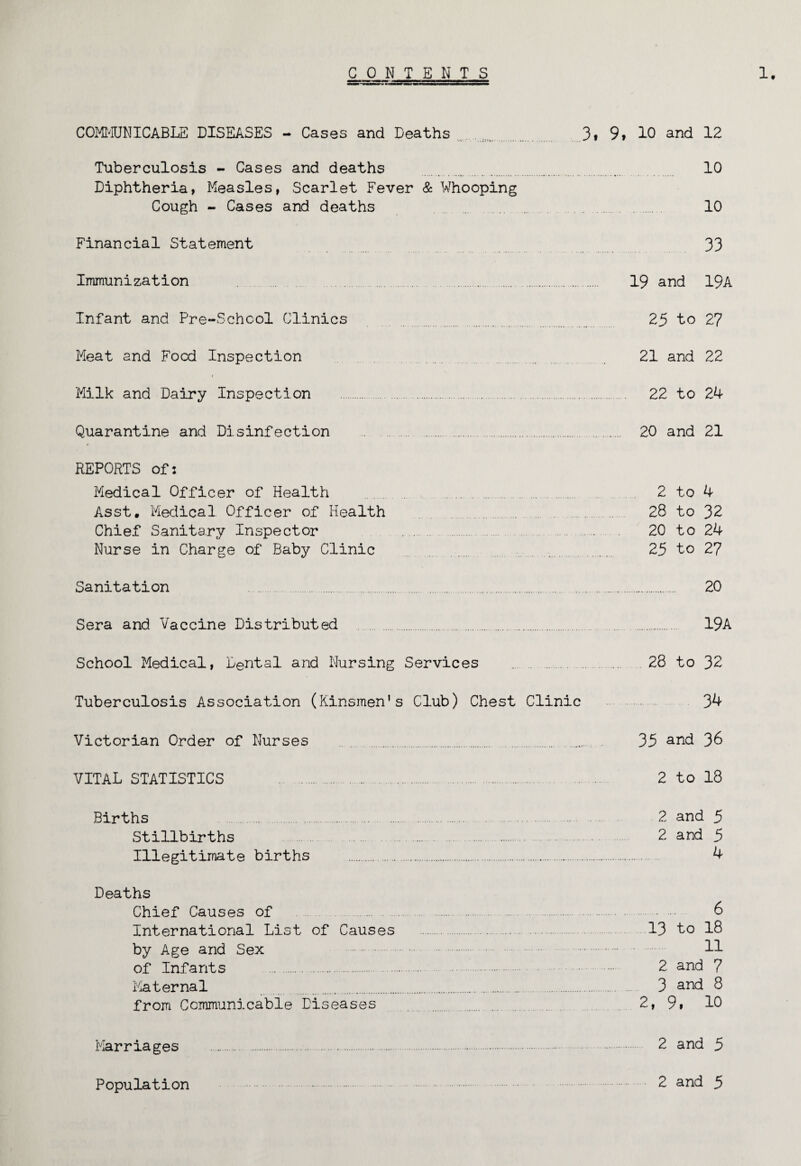 CONTENTS 1.
COMMUNICABLE DISEASES - Cases and Deaths 3, 9, 10 and 12
Tuberculosis - Cases and deaths 10
Diphtheria, Measles, Scarlet Fever & Whooping
Cough - Cases and deaths 10
Financial Statement 33
Immunization 19 and 19A
Infant and Pre-School Clinics 25 to 27
Meat and Food Inspection 21 and 22
Milk and Dairy Inspection 22 to 24
Quarantine and Disinfection 20 and 21
REPORTS of:
Medical Officer of Health 2 to 4
Asst. Medical Officer of Health 28 to 32
Chief Sanitary Inspector 20 to 24
Nurse in Charge of Baby Clinic 25 to 27
Sanitation 20
Sera and Vaccine Distributed 19A
School Medical, Dental and Nursing Services 28 to 32
Tuberculosis Association (Kinsmen's Club) Chest Clinic 34
Victorian Order of Nurses 35 and 36
VITAL STATISTICS 2 to 18
Births 2 and 5
Stillbirths 2 and 5
Illegitimate births 4
Deaths
Chief Causes of 6
International List of Causes 13 to 18
by Age and Sex 11
of Infants 2 and 7
Maternal 3 and 8
from Communicable Diseases 2, 9, 10
Marriages 2 and 5
Population 2 and 5